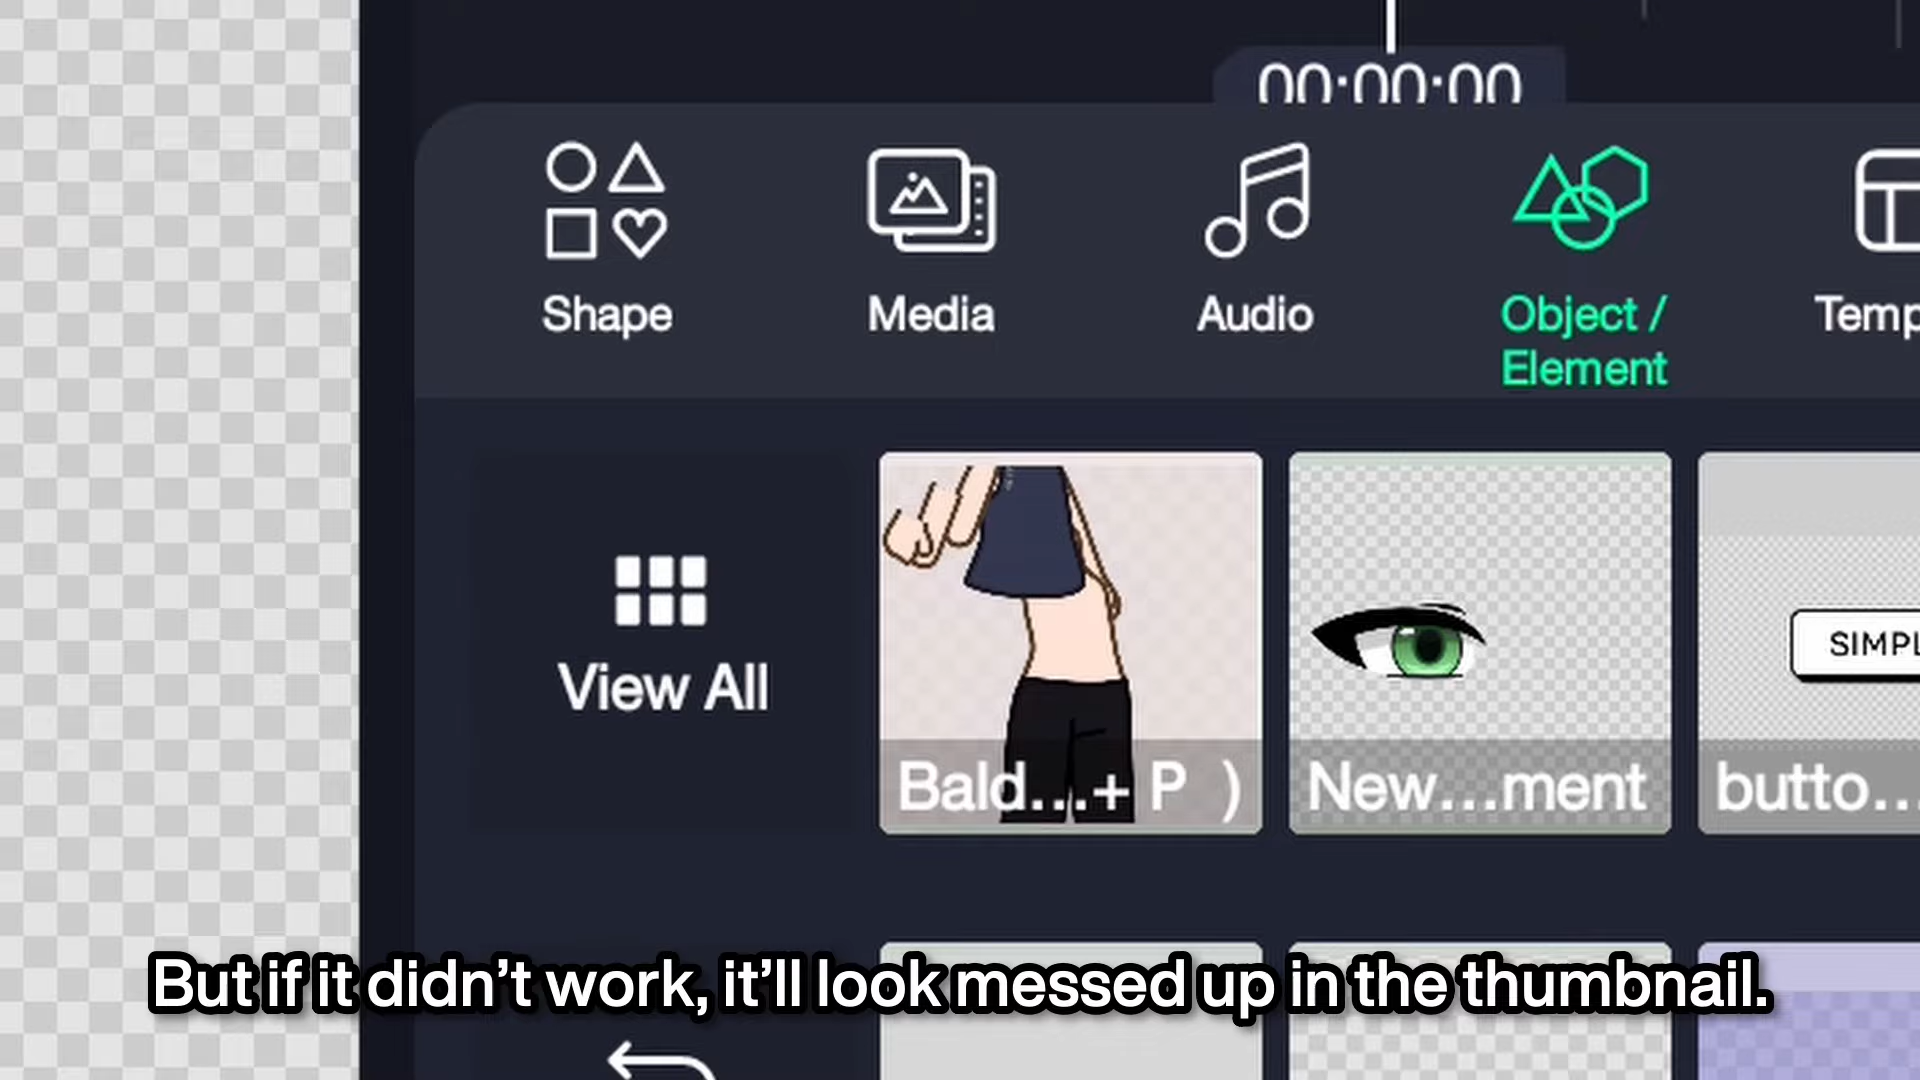 00:00:00
Shape
Media
Audio
Object /
Element
Temp
View All
Bald...+ P )
New...ment
SIMPL
butto...
But if it didn't work, it'll look messed up in the thumbnail.